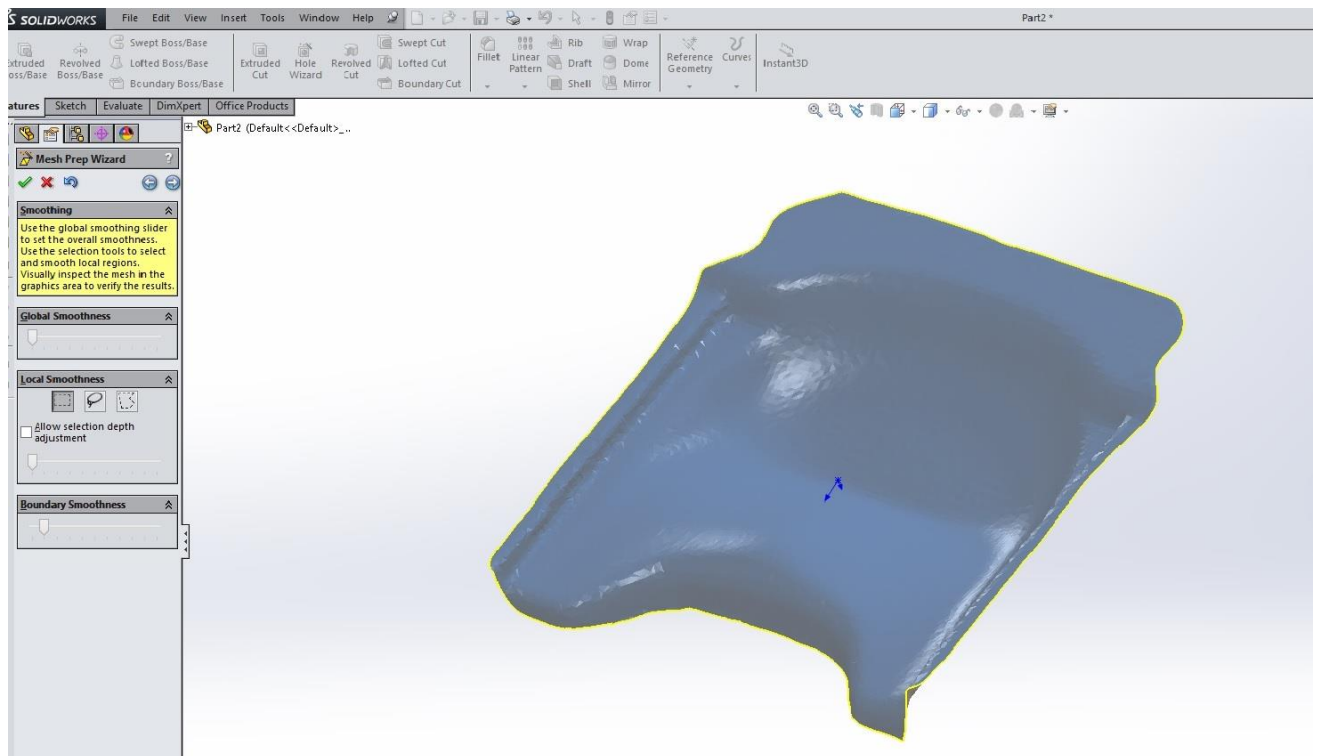 SOLIDWORKS File Edit View Insert Tools Window Help Part2 *
Swept Boss/Base
Revolved Boss/Base
Lofted Boss/Base
Boundary Boss/Base
Extruded Cut
Hole Wizard
Revolved Cut
Swept Cut
Lofted Cut
Boundary Cut
Fillet
Linear Pattern
Rib
Draft
Shell
Wrap
Dome
Mirror
Reference Geometry
Curves
Instant3D
Sketch Evaluate DimXpert Office Products
Part2 (Default<<Default>_...
Mesh Prep Wizard ?
Smoothing
Use the global smoothing slider
to set the overall smoothness.
Use the selection tools to select
and smooth local regions.
Visually inspect the mesh in the
graphics area to verify the results.
Global Smoothness
Local Smoothness
Allow selection depth
adjustment
Boundary Smoothness